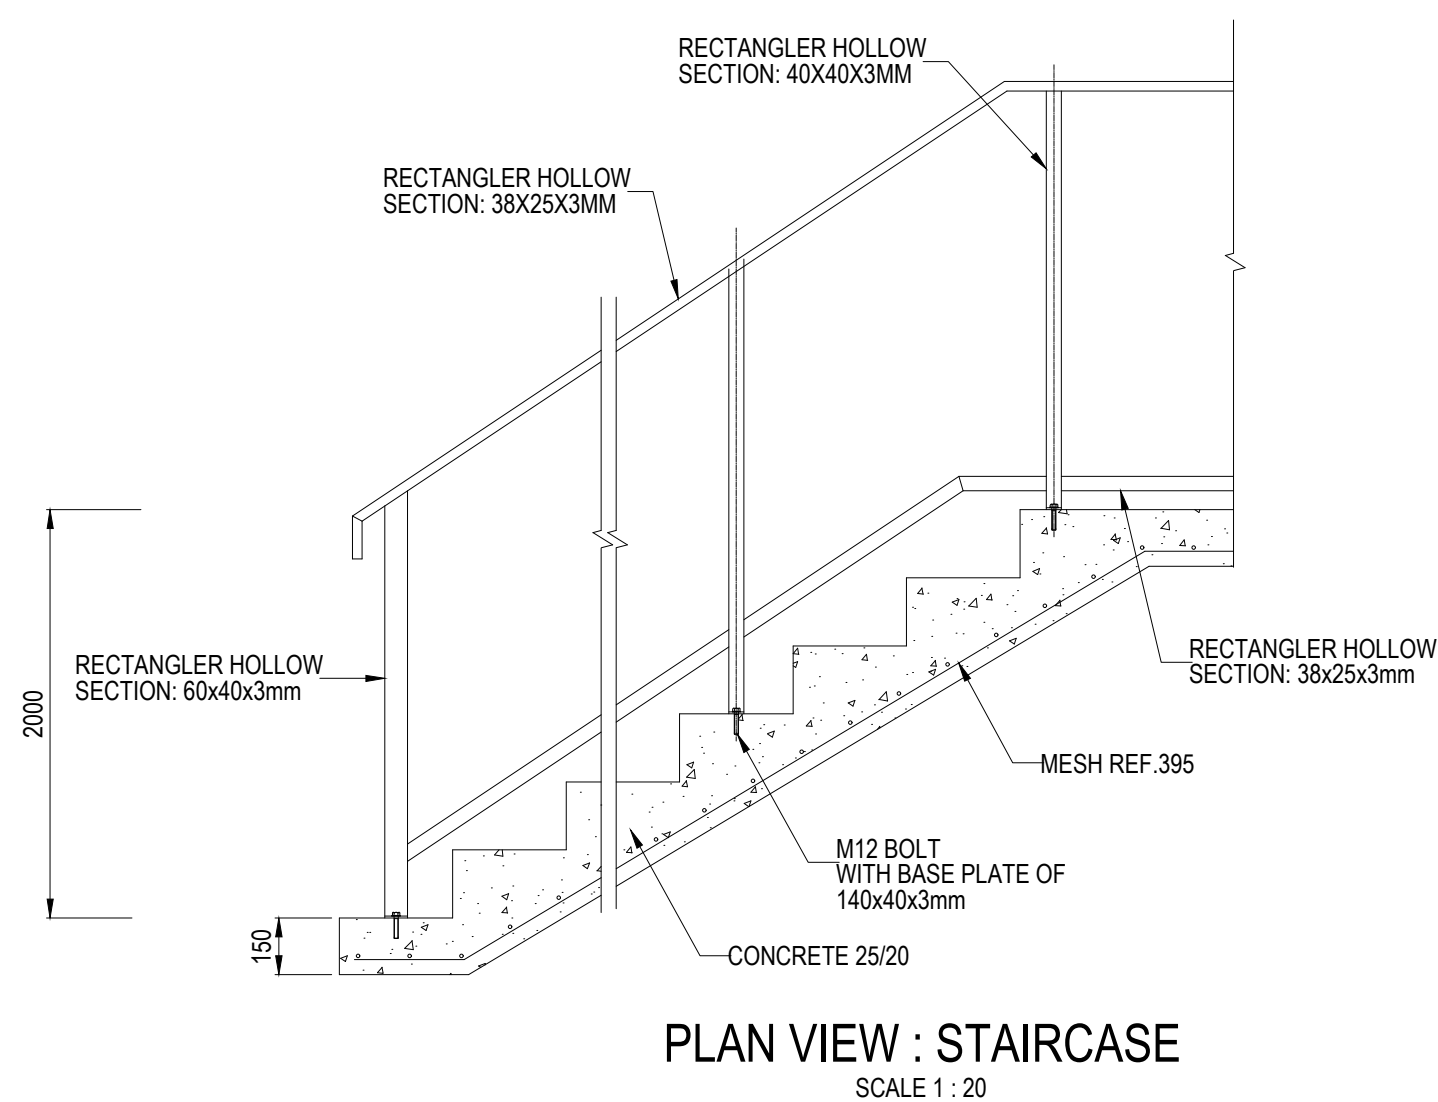 RECTANGLER HOLLOW
SECTION: 40X40X3MM
RECTANGLER HOLLOW
SECTION: 38X25X3MM
RECTANGLER HOLLOW
SECTION: 60x40x3mm
2000
150
RECTANGLER HOLLOW
SECTION: 38x25x3mm
MESH REF.395
M12 BOLT
WITH BASE PLATE OF
140x40x3mm
CONCRETE 25/20
PLAN VIEW : STAIRCASE
SCALE 1 : 20